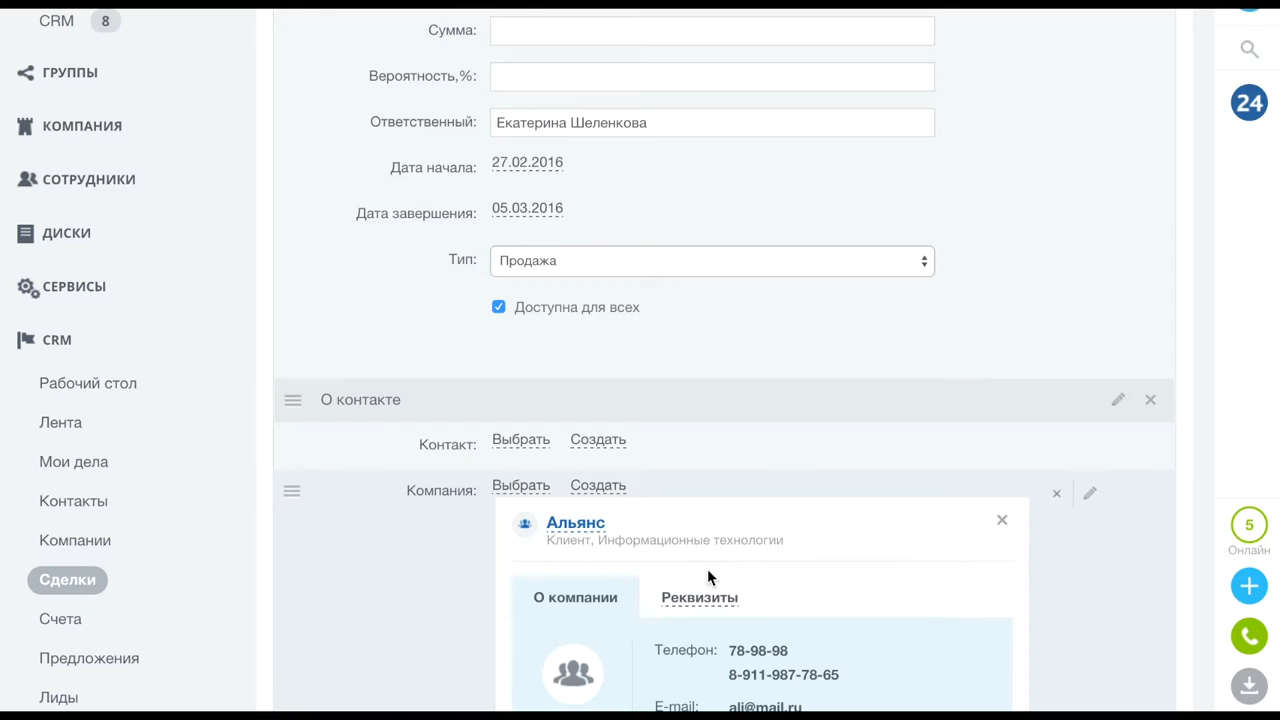 CRM 8
ГРУППЫ
КОМПАНИЯ
СОТРУДНИКИ
ДИСКИ
СЕРВИСЫ
CRM
Рабочий стол
Лента
Мои дела
Контакты
Компании
Сделки
Счета
Предложения
Лиды
Сумма:
Вероятность,%:
Ответственный: Екатерина Шеленкова
Дата начала: 27.02.2016
Дата завершения: 05.03.2016
Тип: Продажа
Доступна для всех
О контакте
Контакт: Выбрать Создать
Компания: Выбрать Создать
Альянс
Клиент, Информационные технологии
О компании Реквизиты
Телефон: 78-98-98
8-911-987-78-65
E-mail: ali@mail.ru
24
5
Онлайн